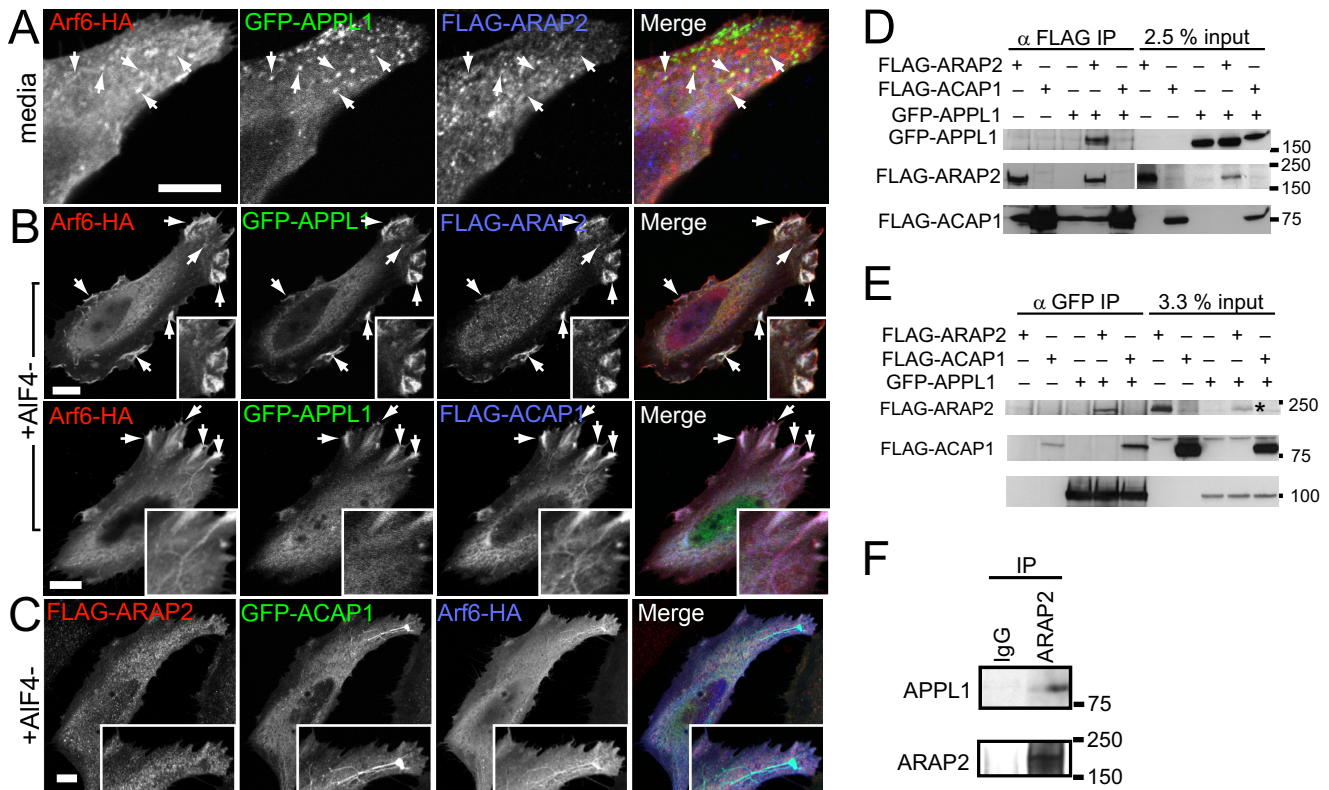 A
Arf6-HA GFP-APPL1 FLAG-ARAP2 Merge
media
B
Arf6-HA GFP-APPL1 FLAG-ARAP2 Merge
+AlF4-
Arf6-HA GFP-APPL1 FLAG-ACAP1 Merge
C
FLAG-ARAP2 GFP-ACAP1 Arf6-HA Merge
+AlF4-
D
α FLAG IP 2.5 % input
FLAG-ARAP2 + – – + – + – – + –
FLAG-ACAP1 – + – – + – + – – +
GFP-APPL1 – – + + + – – + + +
GFP-APPL1 150
FLAG-ARAP2 250
150
FLAG-ACAP1 75
E
α GFP IP 3.3 % input
FLAG-ARAP2 + – – + – + – – + –
FLAG-ACAP1 – + – – + – + – – +
GFP-APPL1 – – + + + – – + + +
FLAG-ARAP2 * 250
FLAG-ACAP1 75
100
F
IP
IgG ARAP2
APPL1
75
ARAP2 250
150